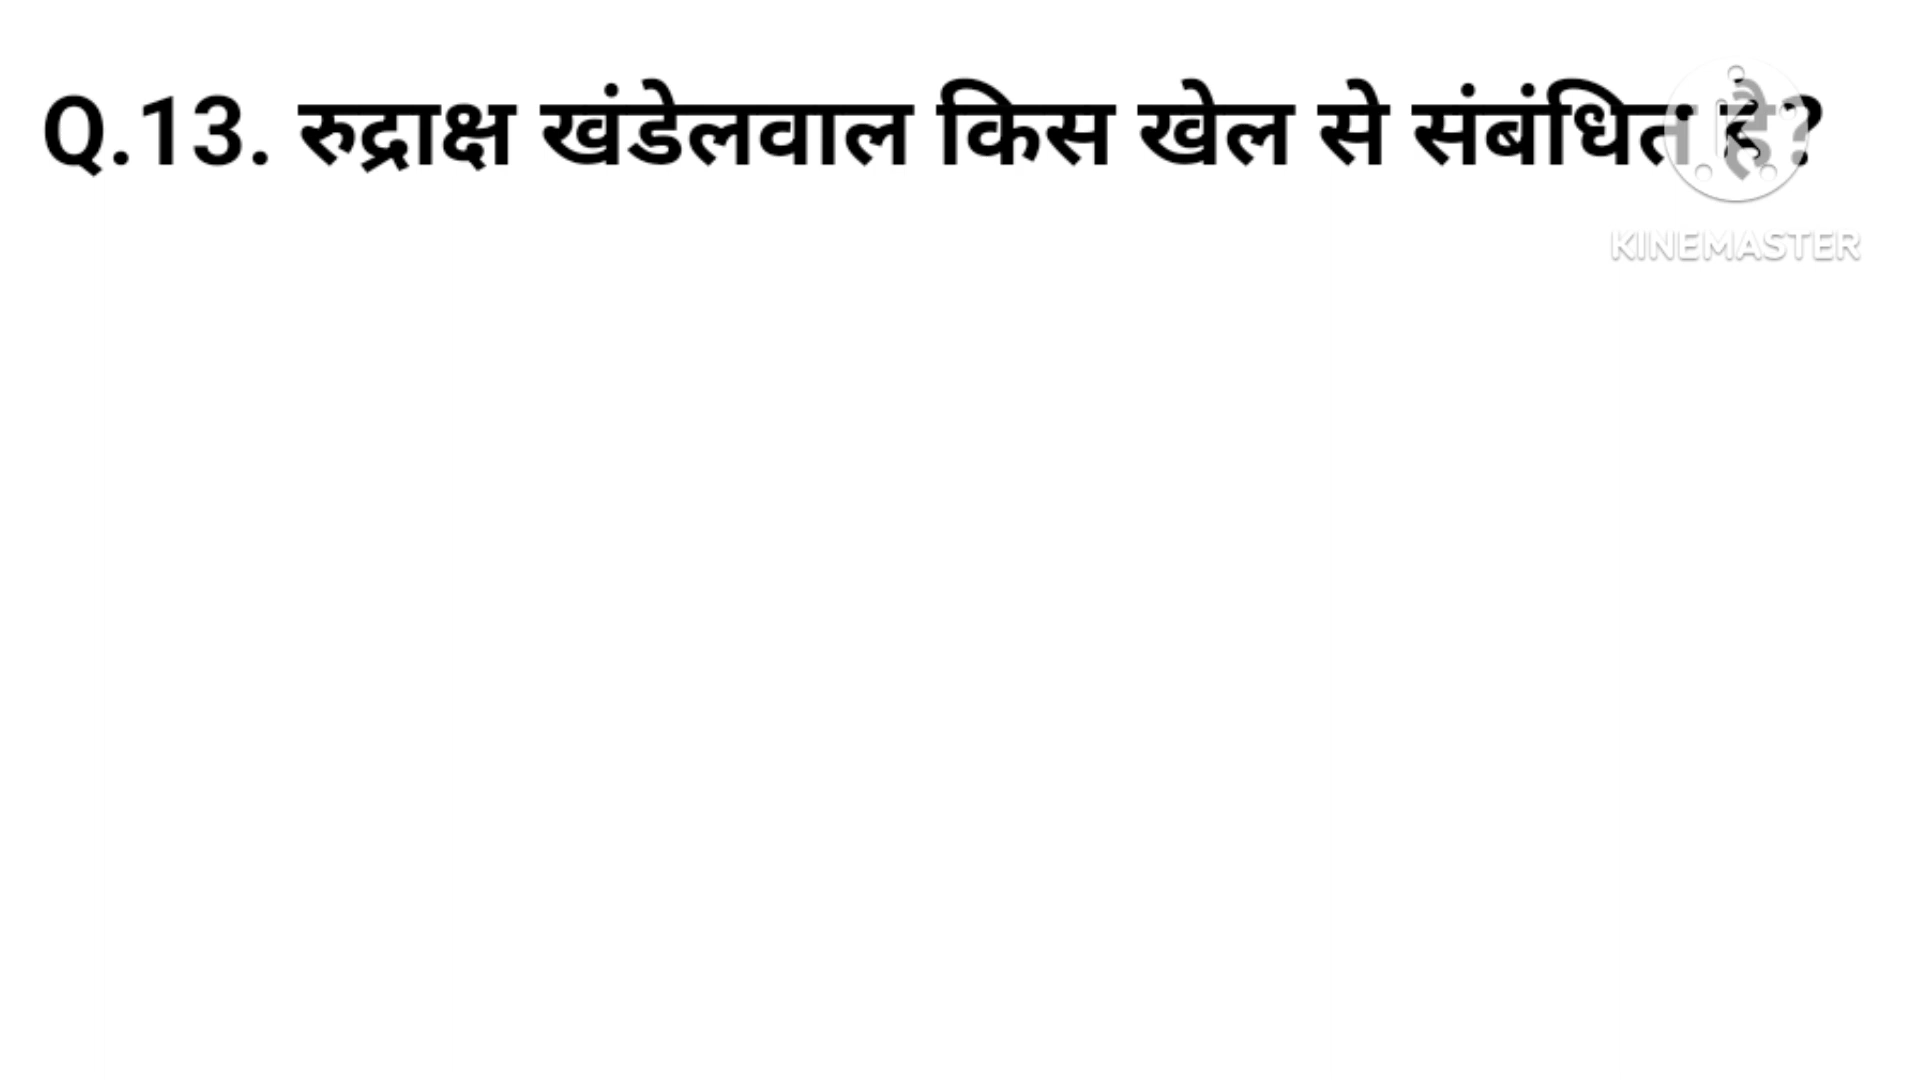 Q.13. रुद्राक्ष खंडेलवाल किस खेल से संबंधित है?
KINEMASTER